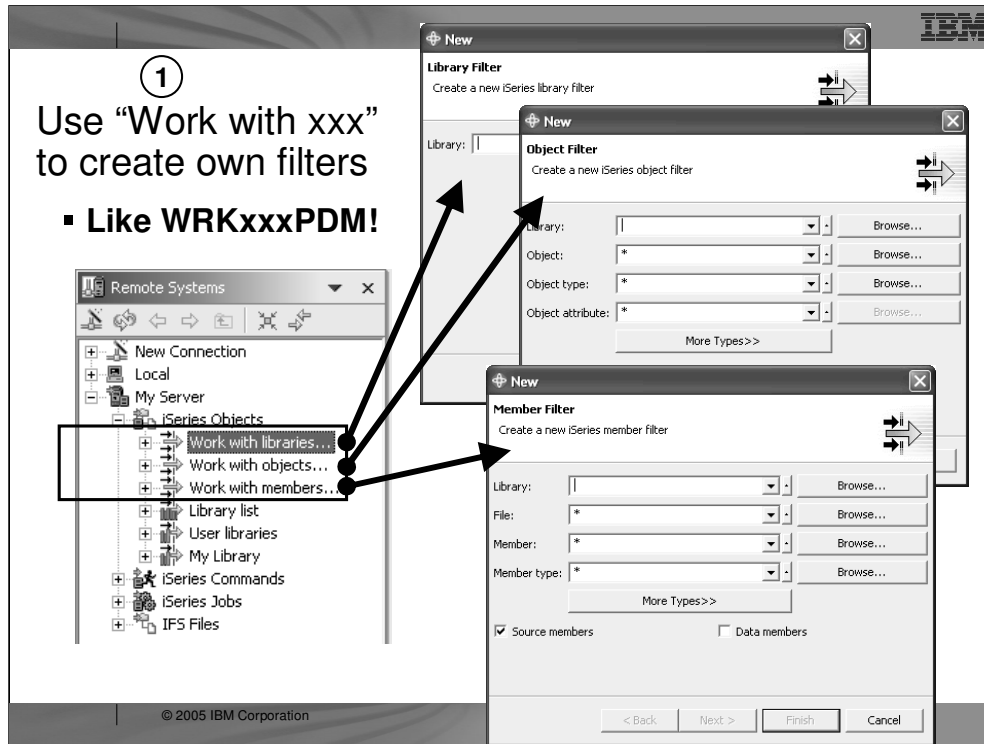 IBM
1
Use “Work with xxx”
to create own filters
▪ Like WRKxxxPDM!
Remote Systems
New Connection
Local
My Server
iSeries Objects
Work with libraries...
Work with objects...
Work with members...
Library list
User libraries
My Library
iSeries Commands
iSeries Jobs
IFS Files
New
Library Filter
Create a new iSeries library filter
Library:
New
Object Filter
Create a new iSeries object filter
Library: Browse...
Object: * Browse...
Object type: * Browse...
Object attribute: * Browse...
More Types>>
New
Member Filter
Create a new iSeries member filter
Library: Browse...
File: * Browse...
Member: * Browse...
Member type: * Browse...
More Types>>
Source members Data members
< Back Next > Finish Cancel
© 2005 IBM Corporation